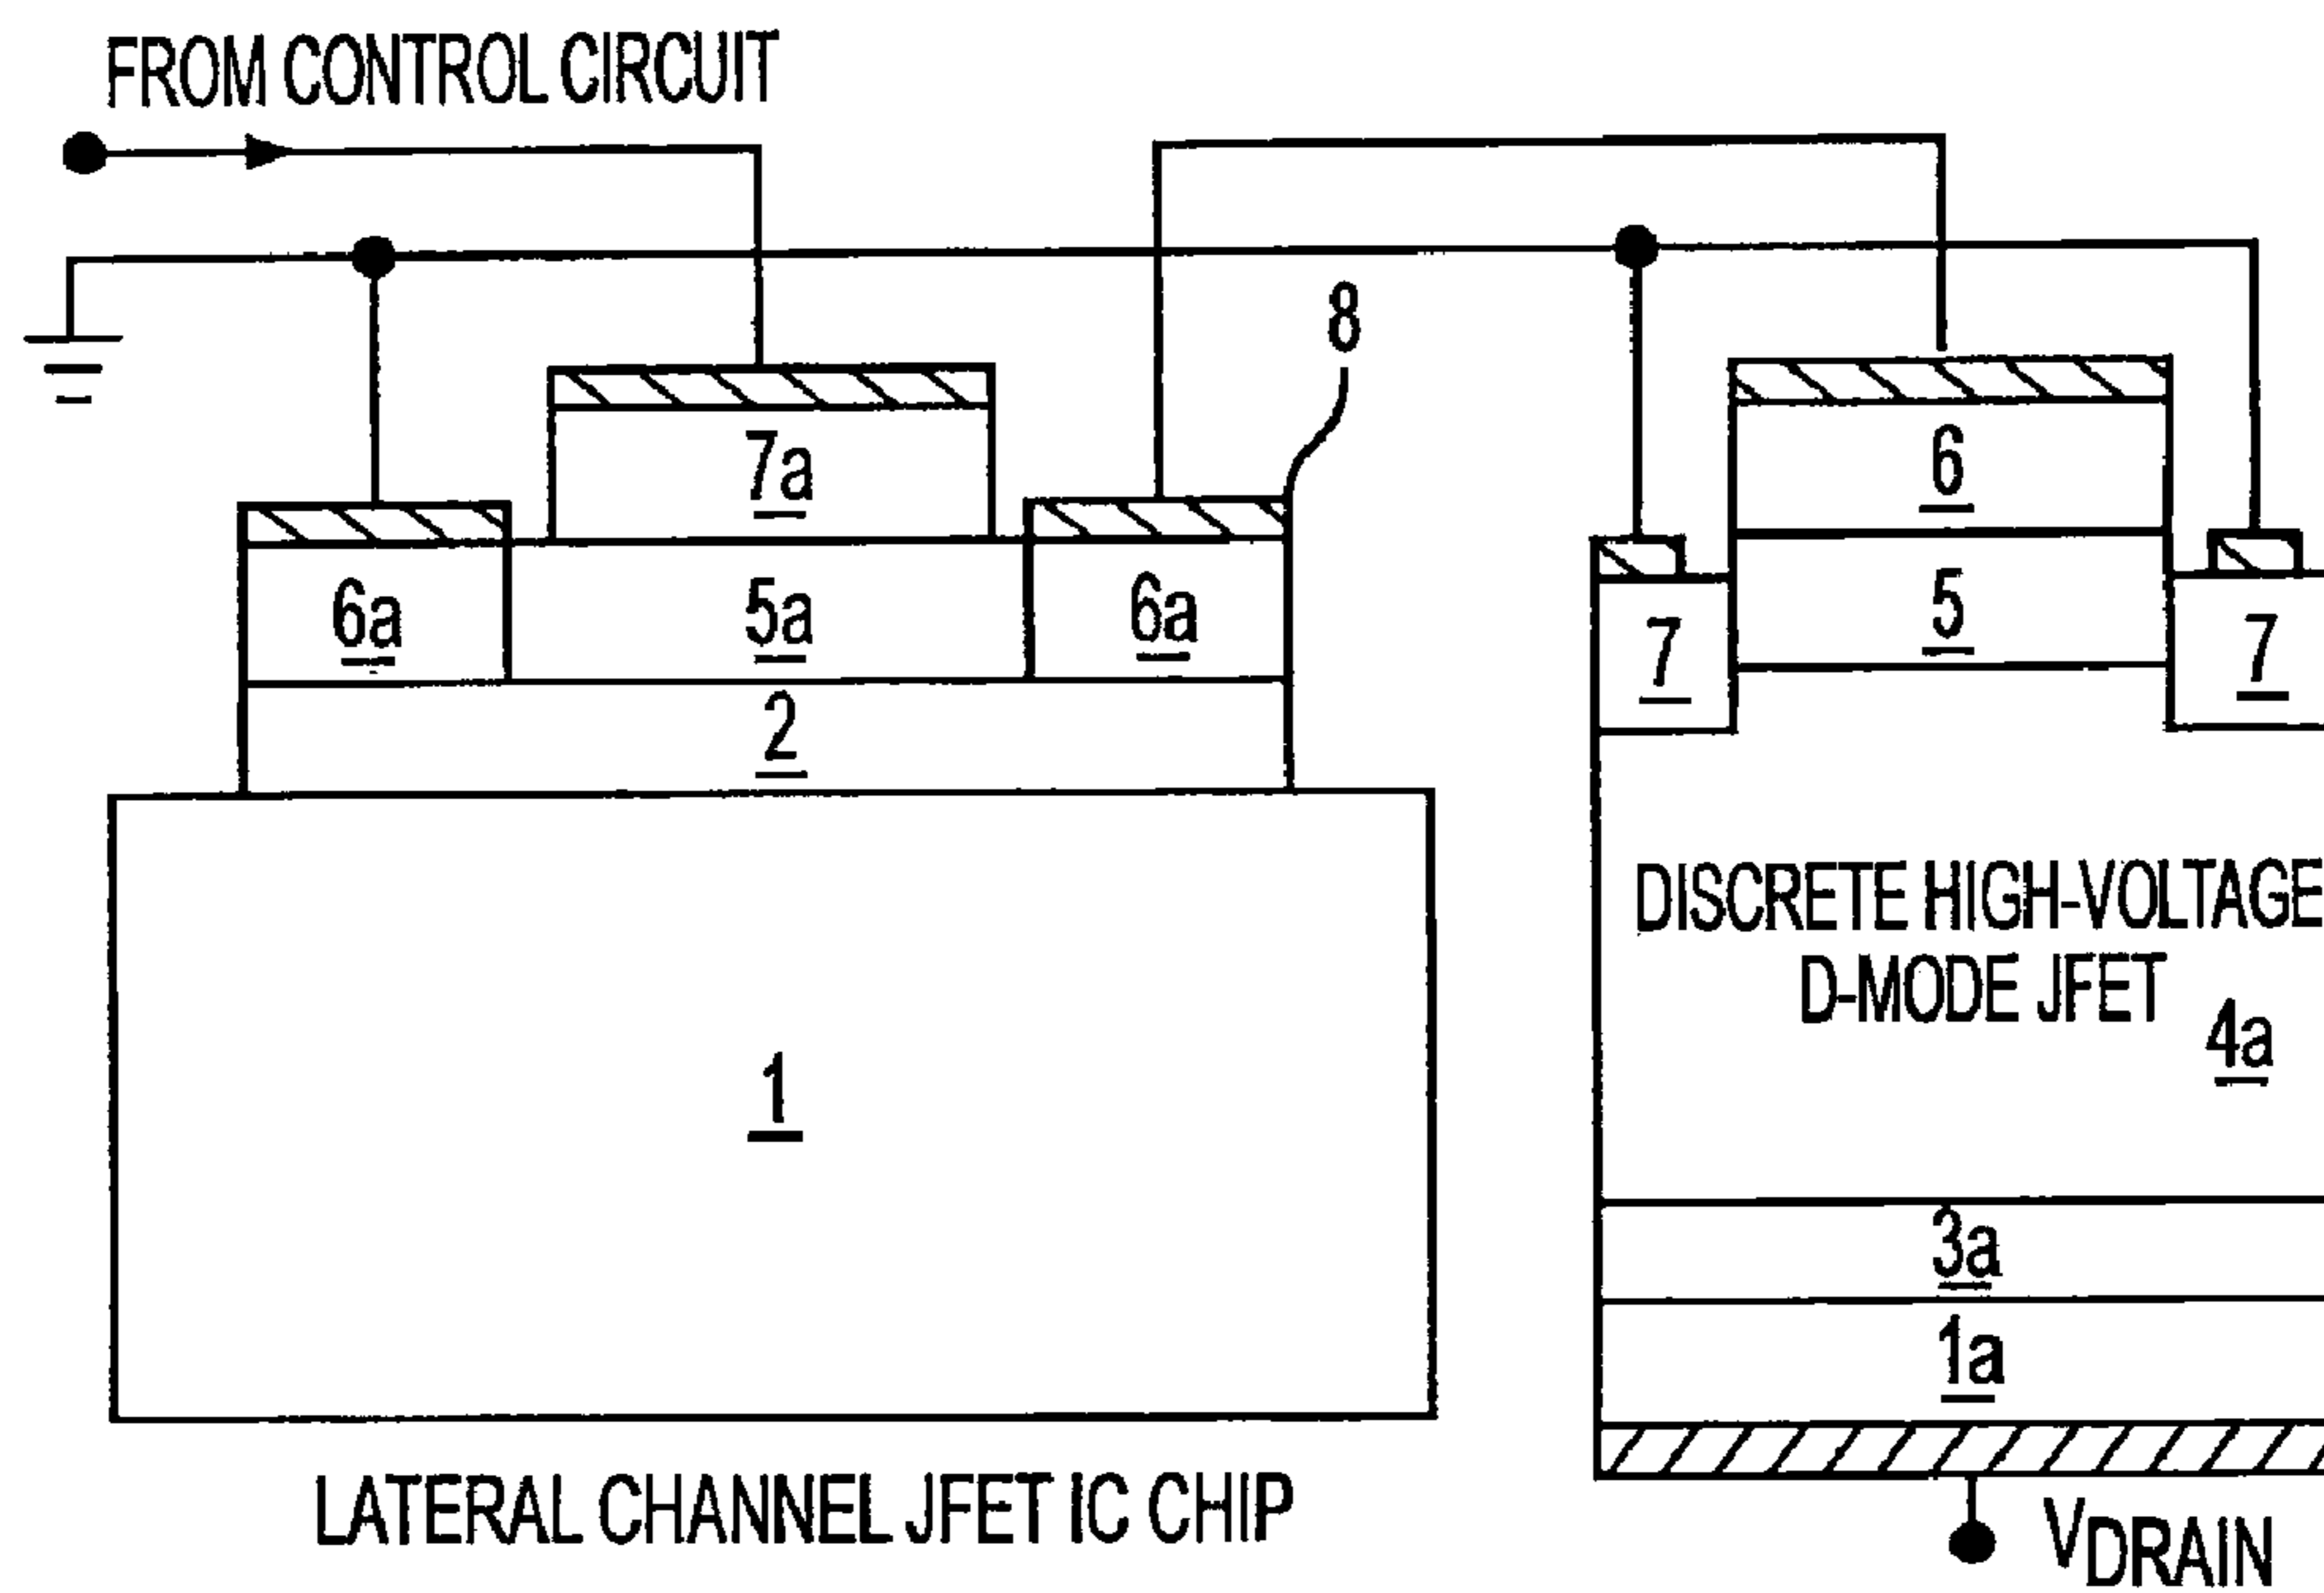 FROM CONTROL CIRCUIT
8
7a
6
6a
5a
6a
5
7
7
2
DISCRETE HIGH-VOLTAGE
D-MODE JFET
4a
1
3a
1a
LATERAL CHANNEL JFET IC CHIP
VDRAIN